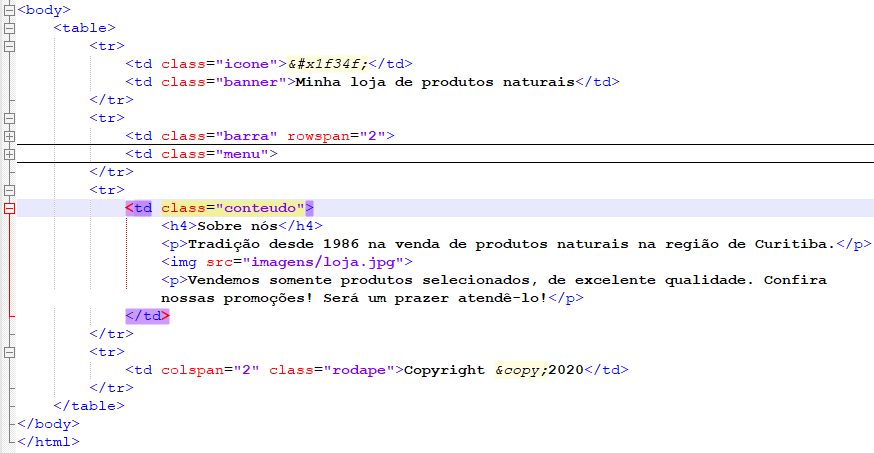 <body>
<table>
<tr>
<td class="icone">&#x1f34f;</td>
<td class="banner">Minha loja de produtos naturais</td>
</tr>
<tr>
<td class="barra" rowspan="2">
<td class="menu">
</tr>
<tr>
<td class="conteudo">
<h4>Sobre nós</h4>
<p>Tradição desde 1986 na venda de produtos naturais na região de Curitiba.</p>
<img src="imagens/loja.jpg">
<p>Vendemos somente produtos selecionados, de excelente qualidade. Confira
nossas promoções! Será um prazer atendê-lo!</p>
</td>
</tr>
<tr>
<td colspan="2" class="rodape">Copyright &copy;2020</td>
</tr>
</table>
</body>
</html>